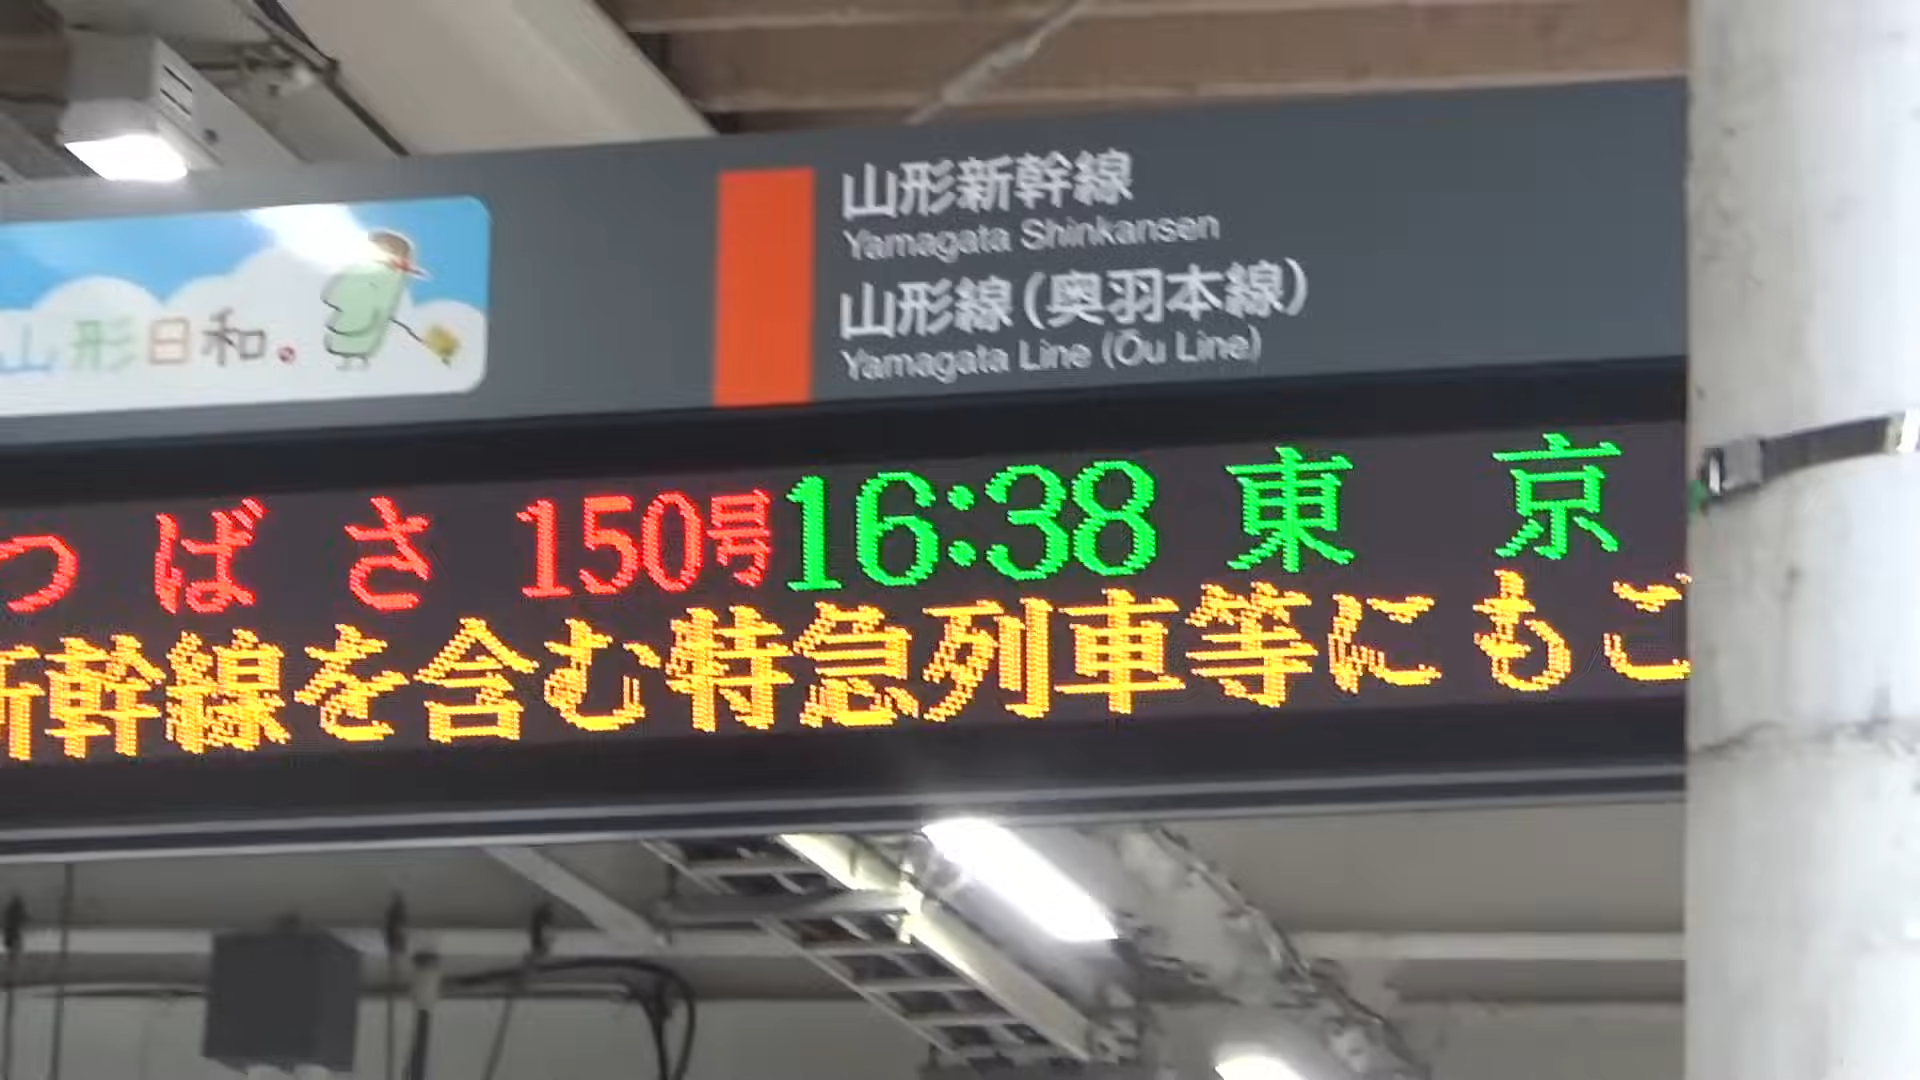 山形日和。
山形新幹線
Yamagata Shinkansen
山形線(奥羽本線)
Yamagata Line (Ōu Line)
つばさ 150号 16:38 東京
新幹線を含む特急列車等にもご